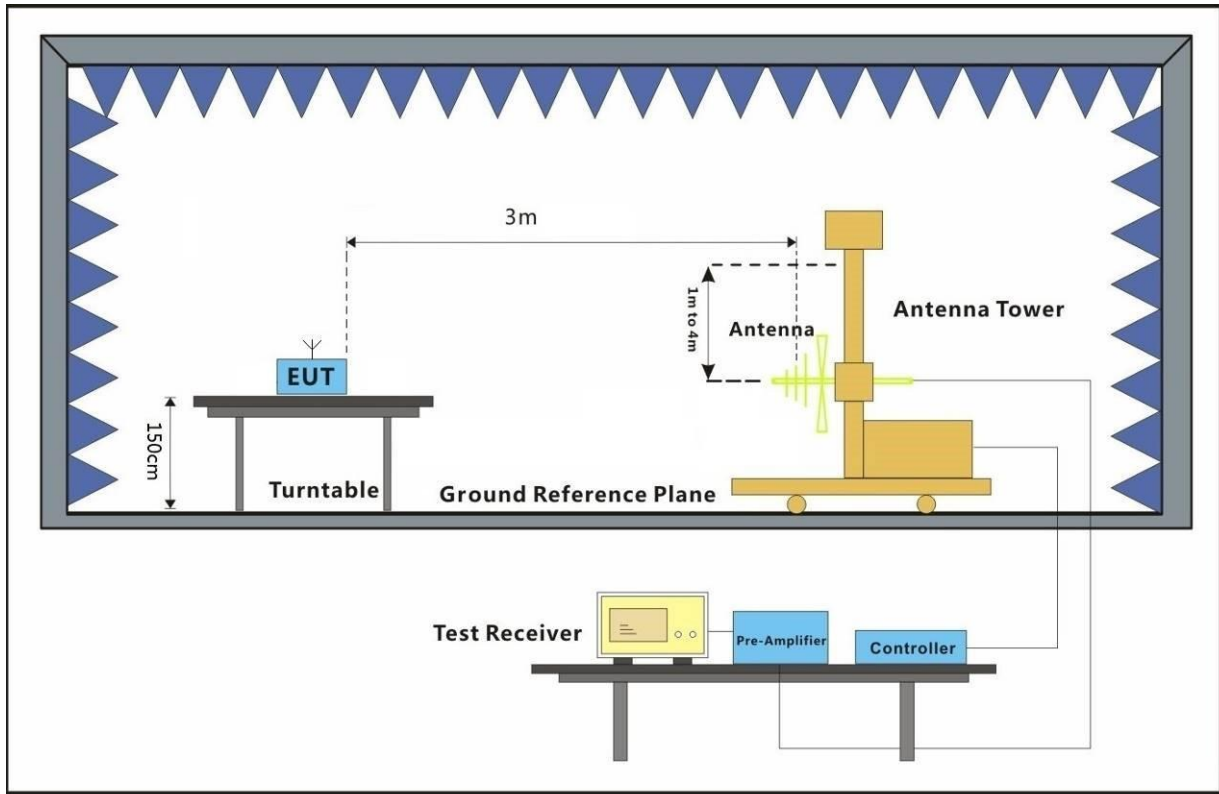 3m
1m to 4m
Antenna
Antenna Tower
EUT
150cm
Turntable
Ground Reference Plane
Test Receiver
Pre-Amplifier
Controller